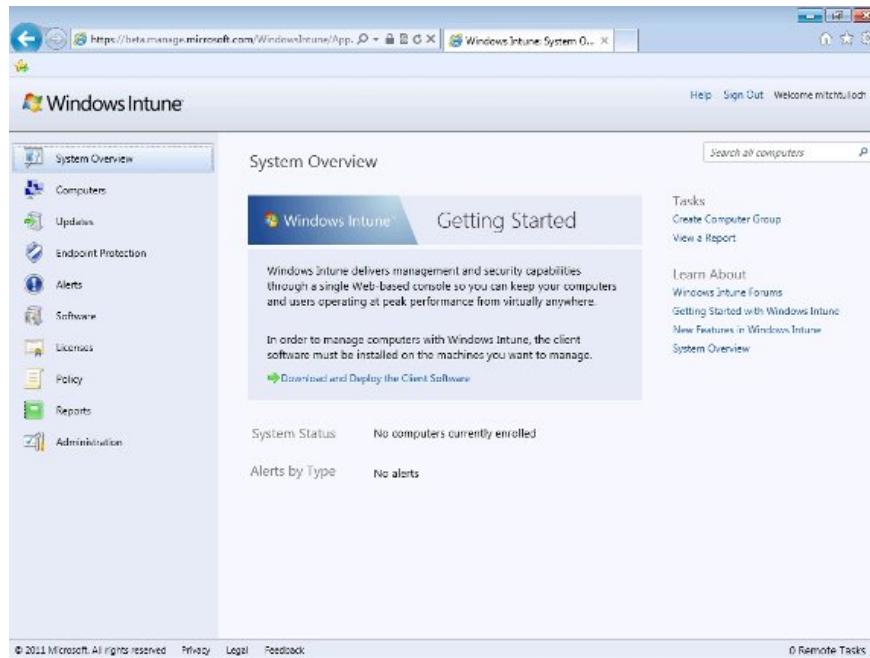 https://beta.manage.microsoft.com/WindowsIntune/App.
Windows Intune: System O...
Windows Intune
Help Sign Out Welcome mitchtulloch
System Overview
Computers
Updates
Endpoint Protection
Alerts
Software
Licenses
Policy
Reports
Administration
System Overview
Windows Intune Getting Started
Windows Intune delivers management and security capabilities
through a single Web-based console so you can keep your computers
and users operating at peak performance from virtually anywhere.
In order to manage computers with Windows Intune, the client
software must be installed on the machines you want to manage.
Download and Deploy the Client Software
System Status No computers currently enrolled
Alerts by Type No alerts
Search all computers
Tasks
Create Computer Group
View a Report
Learn About
Windows Intune Forums
Getting Started with Windows Intune
New Features in Windows Intune
System Overview
© 2011 Microsoft. All rights reserved Privacy Legal Feedback
0 Remote Tasks